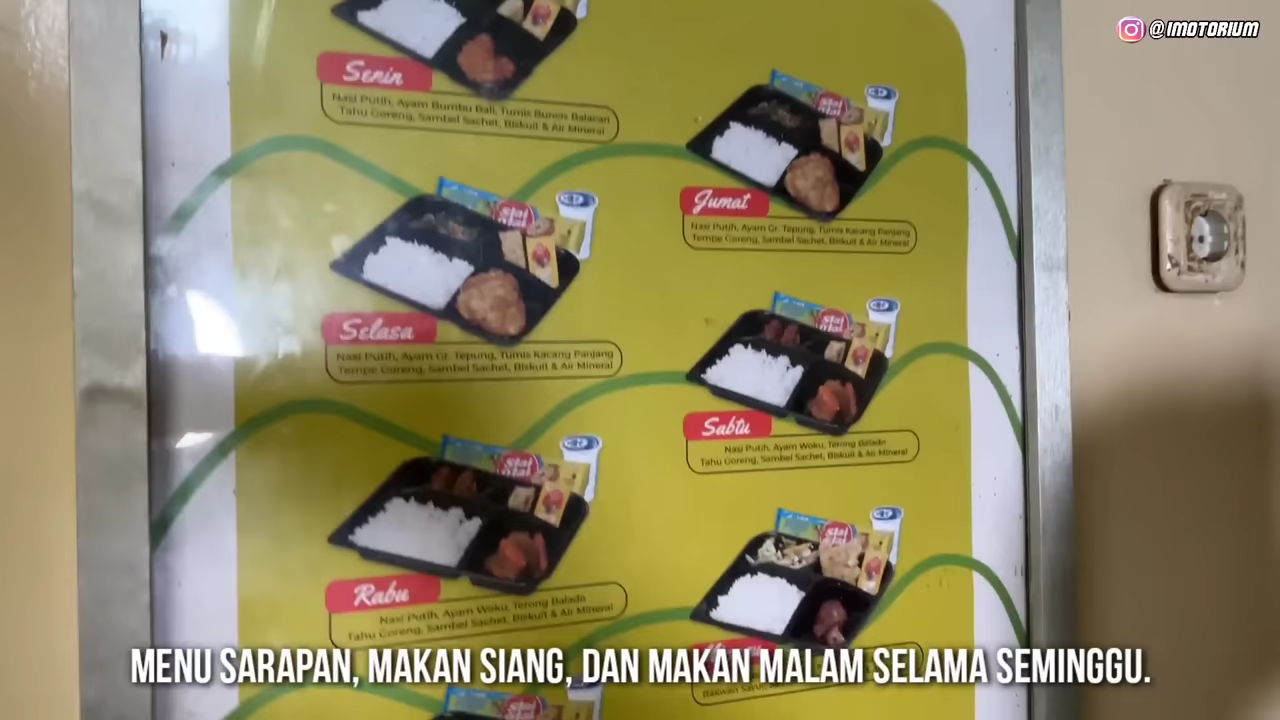 @IMOTORIUM
Senin
Nasi Putih, Ayam Bumbu Bali, Tumis Buncis Balacan
Tahu Goreng, Sambel Sachet, Biskuit & Air Mineral
Jumat
Nasi Putih, Ayam Gr. Tepung, Tumis Kacang Panjang
Tempe Goreng, Sambel Sachet, Biskuit & Air Mineral
Selasa
Nasi Putih, Ayam Gr. Tepung, Tumis Kacang Panjang
Tempe Goreng, Sambel Sachet, Biskuit & Air Mineral
Sabtu
Nasi Putih, Ayam Woku, Terong Balado
Tahu Goreng, Sambel Sachet, Biskuit & Air Mineral
Rabu
Nasi Putih, Ayam Woku, Terong Balado
Tahu Goreng, Sambel Sachet, Biskuit & Air Mineral
MENU SARAPAN, MAKAN SIANG, DAN MAKAN MALAM SELAMA SEMINGGU.